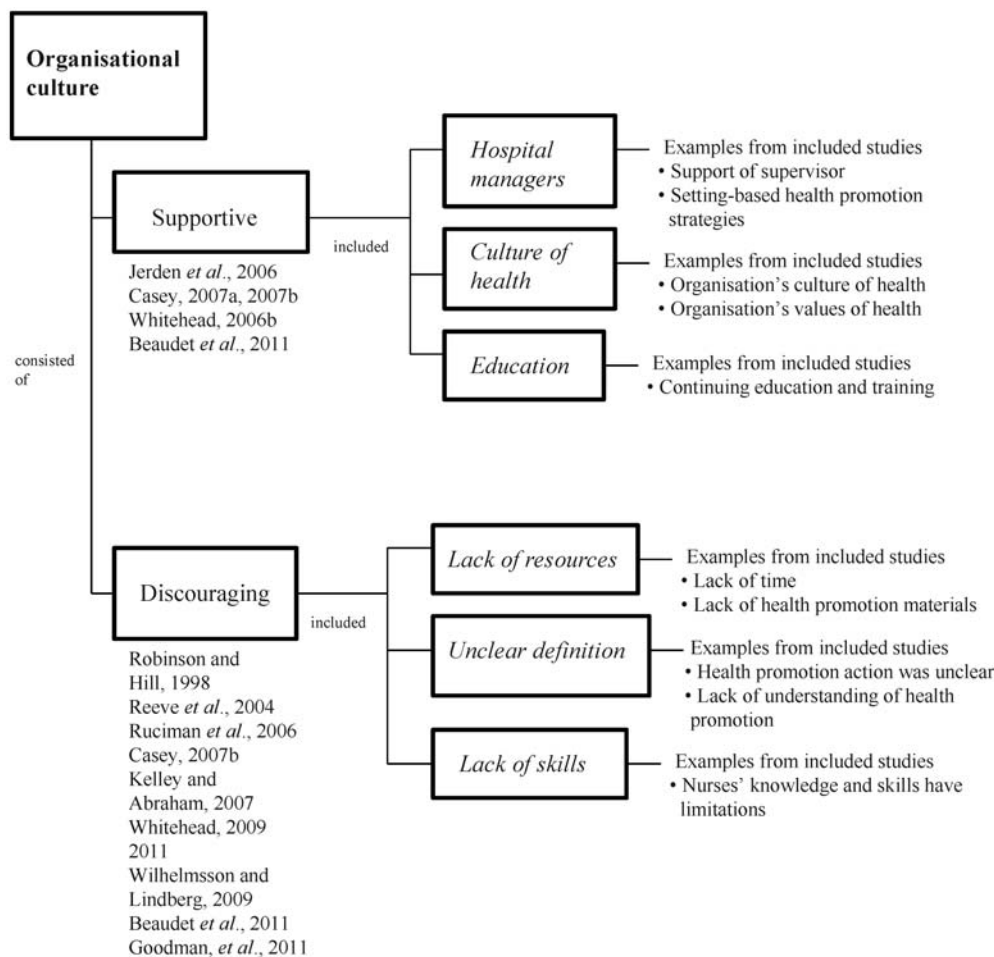 Organisational
culture
consisted
of
Supportive
Jerden et al., 2006
Casey, 2007a, 2007b
Whitehead, 2006b
Beaudet et al., 2011
included
Hospital
managers
Examples from included studies
• Support of supervisor
• Setting-based health promotion
strategies
Culture of
health
Examples from included studies
• Organisation’s culture of health
• Organisation’s values of health
Education
Examples from included studies
• Continuing education and training
Discouraging
Robinson and
Hill, 1998
Reeve et al., 2004
Ruciman et al., 2006
Casey, 2007b
Kelley and
Abraham, 2007
Whitehead, 2009
2011
Wilhelmsson and
Lindberg, 2009
Beaudet et al., 2011
Goodman, et al., 2011
included
Lack of resources
Examples from included studies
• Lack of time
• Lack of health promotion materials
Unclear definition
Examples from included studies
• Health promotion action was unclear
• Lack of understanding of health
promotion
Lack of skills
Examples from included studies
• Nurses’ knowledge and skills have
limitations